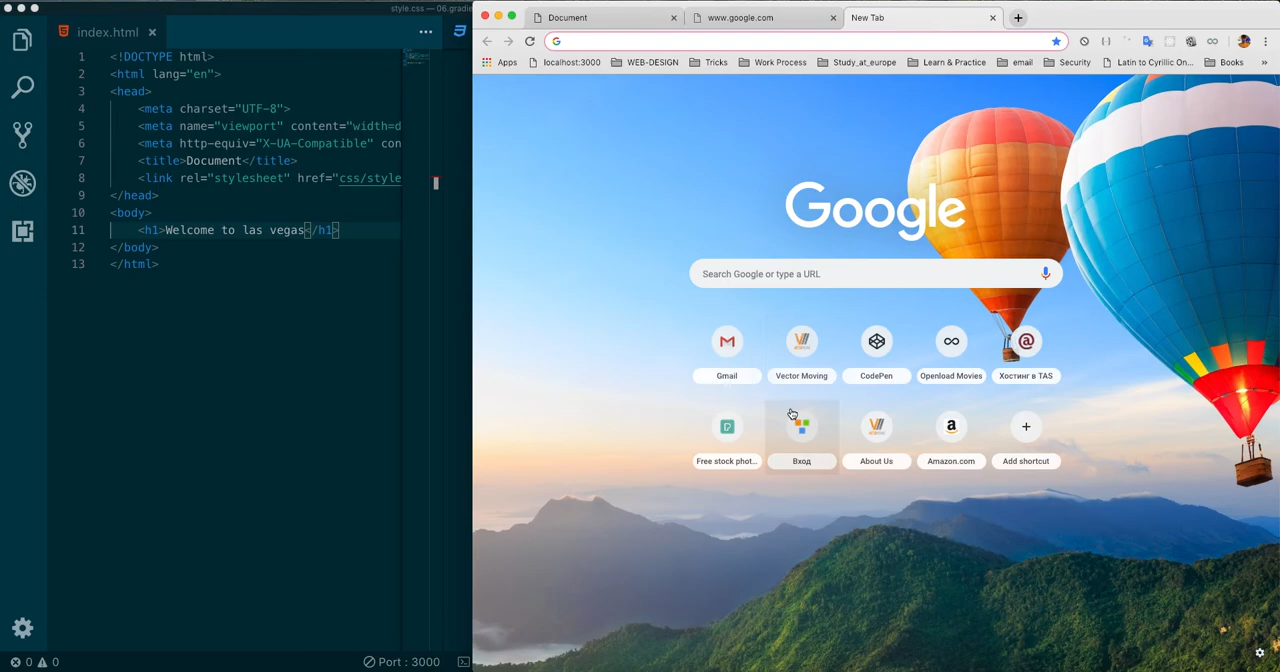 style.css — 06.gradie
index.html
1 <!DOCTYPE html>
2 <html lang="en">
3 <head>
4 <meta charset="UTF-8">
5 <meta name="viewport" content="width=d
6 <meta http-equiv="X-UA-Compatible" con
7 <title>Document</title>
8 <link rel="stylesheet" href="css/style
9 </head>
10 <body>
11 <h1>Welcome to las vegas</h1>
12 </body>
13 </html>
0 0
Port : 3000
Document
www.google.com
New Tab
Apps
localhost:3000
WEB-DESIGN
Tricks
Work Process
Study_at_europe
Learn & Practice
email
Security
Latin to Cyrillic On...
Books
»
Google
Search Google or type a URL
Gmail
Vector Moving
CodePen
Openload Movies
Хостинг в TAS
Free stock phot...
Вход
About Us
Amazon.com
Add shortcut